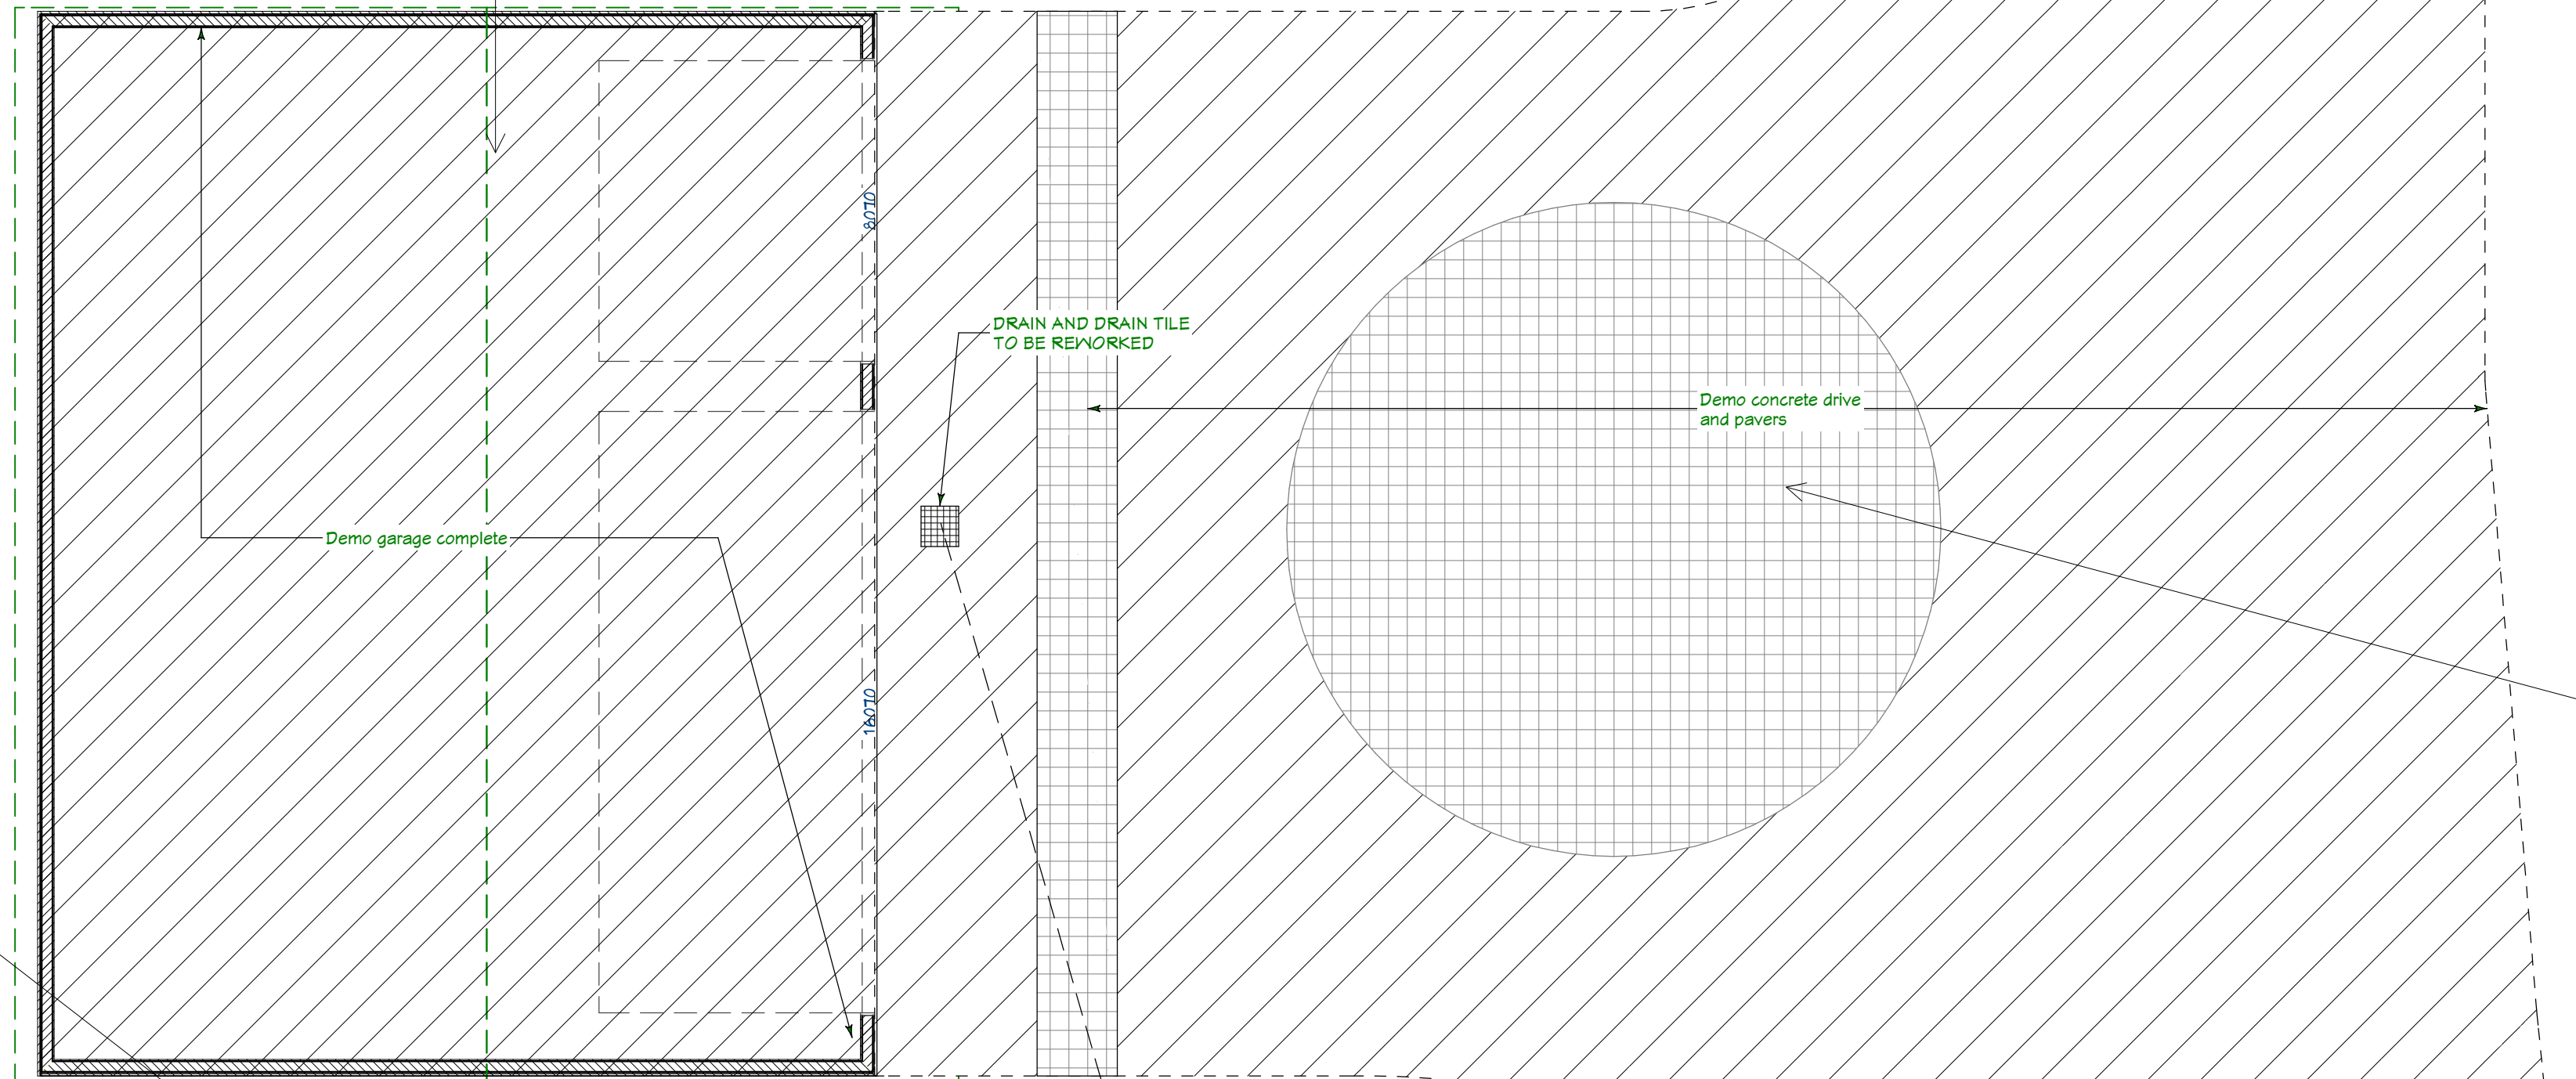 8070
DRAIN AND DRAIN TILE
TO BE REWORKED
Demo concrete drive
and pavers
Demo garage complete
16070